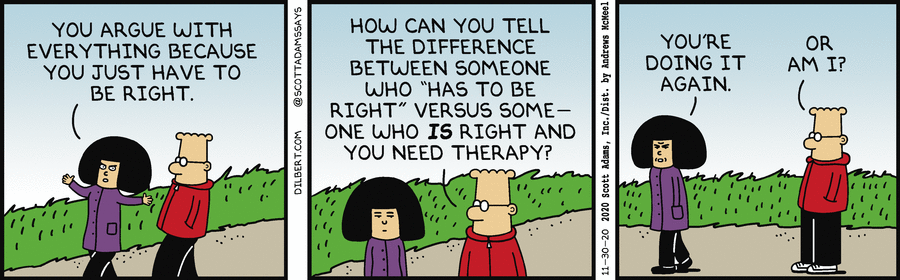 YOU ARGUE WITH
EVERYTHING BECAUSE
YOU JUST HAVE TO
BE RIGHT.
DILBERT.COM @SCOTTADAMSSAYS
HOW CAN YOU TELL
THE DIFFERENCE
BETWEEN SOMEONE
WHO "HAS TO BE
RIGHT" VERSUS SOME—
ONE WHO IS RIGHT AND
YOU NEED THERAPY?
11-30-20 2020 Scott Adams, Inc./Dist. by Andrews McMeel
YOU'RE
DOING IT
AGAIN.
OR
AM I?